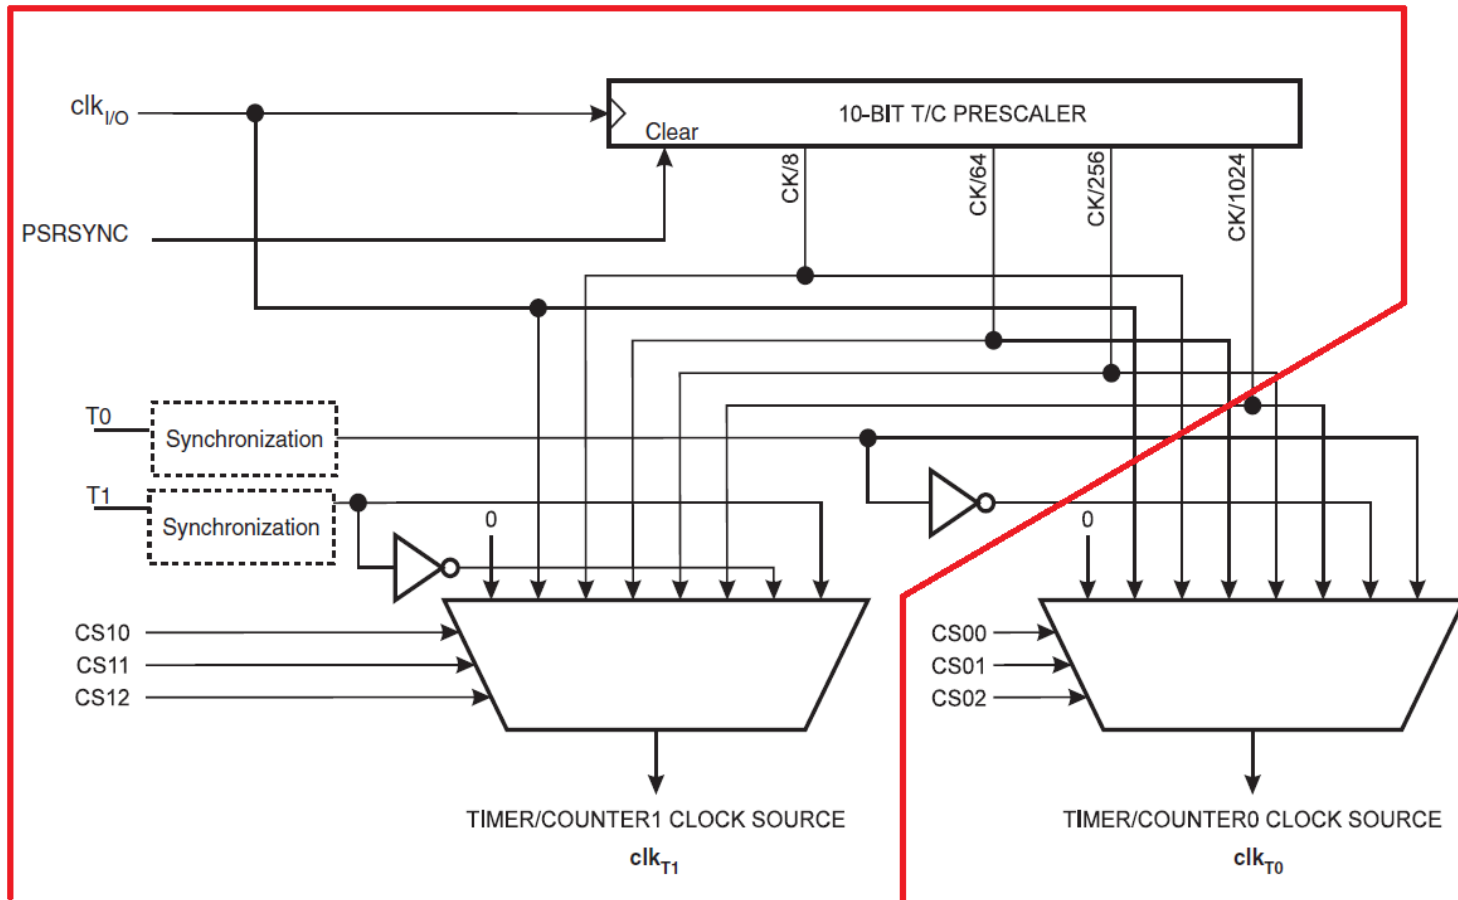 clkI/O
10-BIT T/C PRESCALER
Clear
CK/8
CK/64
CK/256
CK/1024
PSRSYNC
T0
Synchronization
T1
Synchronization
0
0
CS10
CS11
CS12
CS00
CS01
CS02
TIMER/COUNTER1 CLOCK SOURCE
clkT1
TIMER/COUNTER0 CLOCK SOURCE
clkT0